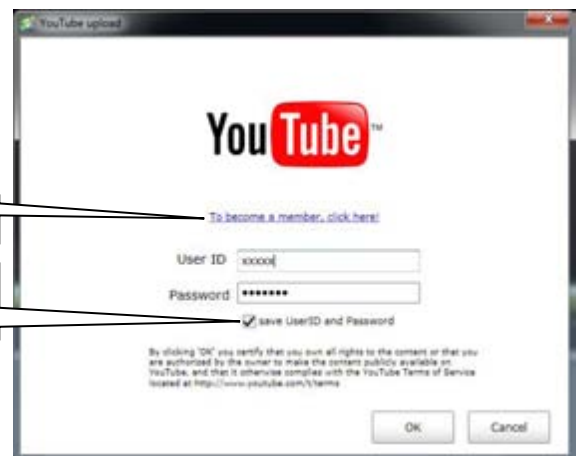 YouTube upload
You Tube ™
To become a member, click here!
User ID xxxxx
Password •••••••
save UserID and Password
By clicking 'OK' you certify that you own all rights to the content or that you
are authorized by the owner to make the content publicly available on
YouTube, and that it otherwise complies with the YouTube Terms of Service
located at http://www.youtube.com/t/terms
OK Cancel